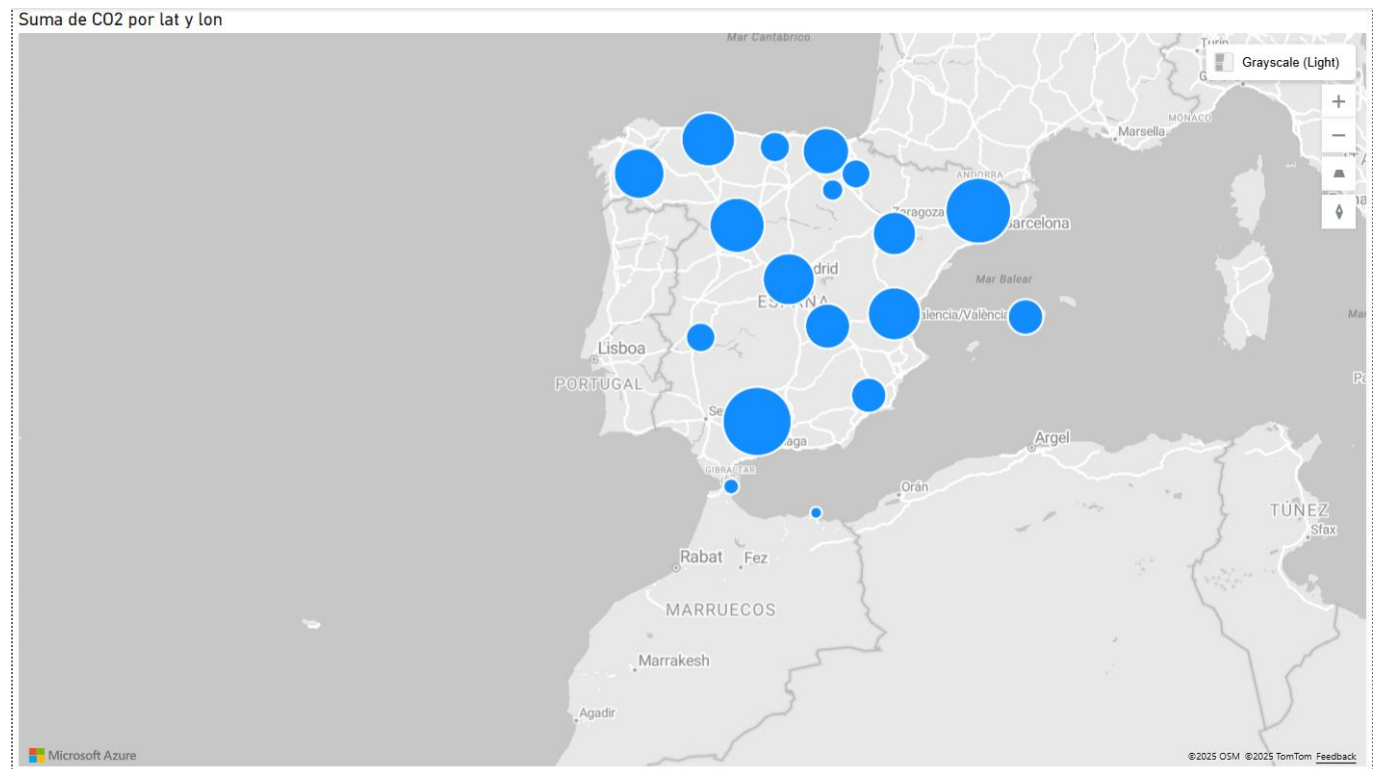 Suma de CO2 por lat y lon
Mar Cantábrico
Turín
Grayscale (Light)
MÓNACO
Marsella
ANDORRA
Zaragoza
Barcelona
Mar Balear
drid
ESPAÑA
Valencia/València
Lisboa
PORTUGAL
Se
aga
GIBRALTAR
Argel
Orán
TÚNEZ
Sfax
Rabat
Fez
MARRUECOS
Marrakesh
Agadir
Microsoft Azure
©2025 OSM ©2025 TomTom Feedback